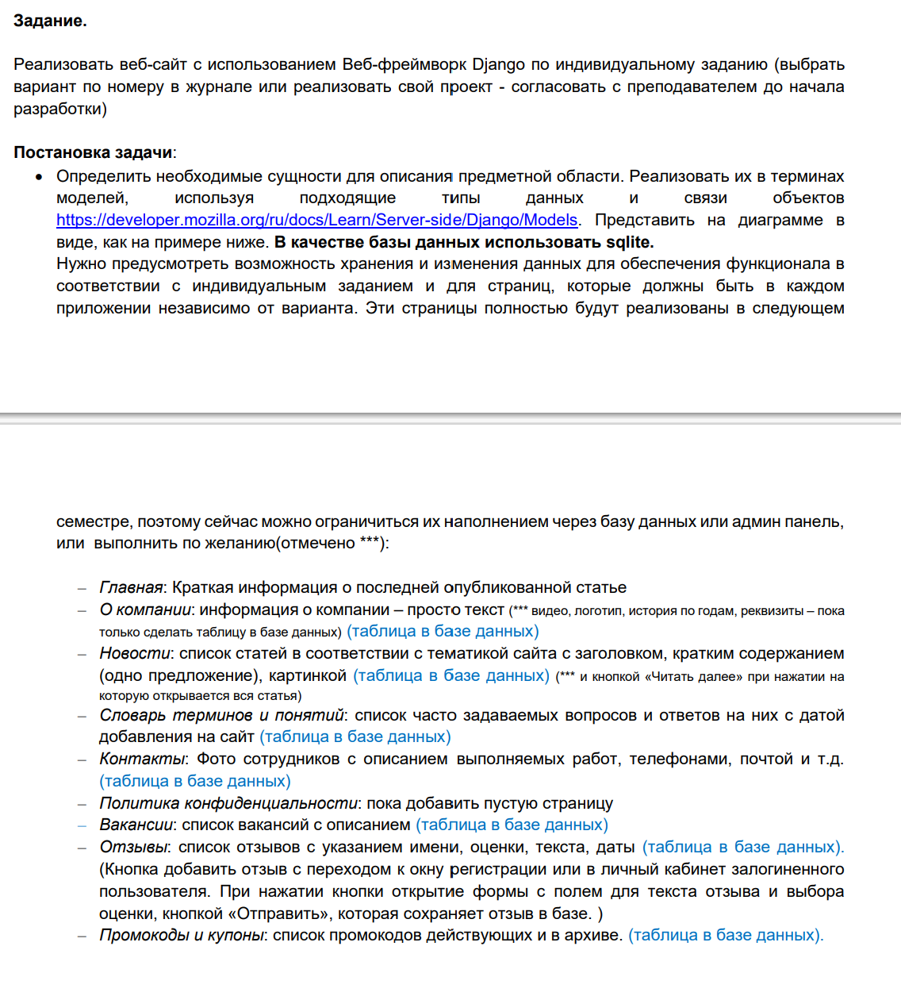 Задание.
Реализовать веб-сайт с использованием Веб-фреймворк Django по индивидуальному заданию (выбрать
вариант по номеру в журнале или реализовать свой проект - согласовать с преподавателем до начала
разработки)
Постановка задачи:
• Определить необходимые сущности для описания предметной области. Реализовать их в терминах
моделей, используя подходящие типы данных и связи объектов
https://developer.mozilla.org/ru/docs/Learn/Server-side/Django/Models. Представить на диаграмме в
виде, как на примере ниже. В качестве базы данных использовать sqlite.
Нужно предусмотреть возможность хранения и изменения данных для обеспечения функционала в
соответствии с индивидуальным заданием и для страниц, которые должны быть в каждом
приложении независимо от варианта. Эти страницы полностью будут реализованы в следующем
семестре, поэтому сейчас можно ограничиться их наполнением через базу данных или админ панель,
или выполнить по желанию(отмечено ***):
– Главная: Краткая информация о последней опубликованной статье
– О компании: информация о компании – просто текст (*** видео, логотип, история по годам, реквизиты – пока
только сделать таблицу в базе данных) (таблица в базе данных)
– Новости: список статей в соответствии с тематикой сайта с заголовком, кратким содержанием
(одно предложение), картинкой (таблица в базе данных) (*** и кнопкой «Читать далее» при нажатии на
которую открывается вся статья)
– Словарь терминов и понятий: список часто задаваемых вопросов и ответов на них с датой
добавления на сайт (таблица в базе данных)
– Контакты: Фото сотрудников с описанием выполняемых работ, телефонами, почтой и т.д.
(таблица в базе данных)
– Политика конфиденциальности: пока добавить пустую страницу
– Вакансии: список вакансий с описанием (таблица в базе данных)
– Отзывы: список отзывов с указанием имени, оценки, текста, даты (таблица в базе данных).
(Кнопка добавить отзыв с переходом к окну регистрации или в личный кабинет залогиненного
пользователя. При нажатии кнопки открытие формы с полем для текста отзыва и выбора
оценки, кнопкой «Отправить», которая сохраняет отзыв в базе. )
– Промокоды и купоны: список промокодов действующих и в архиве. (таблица в базе данных).